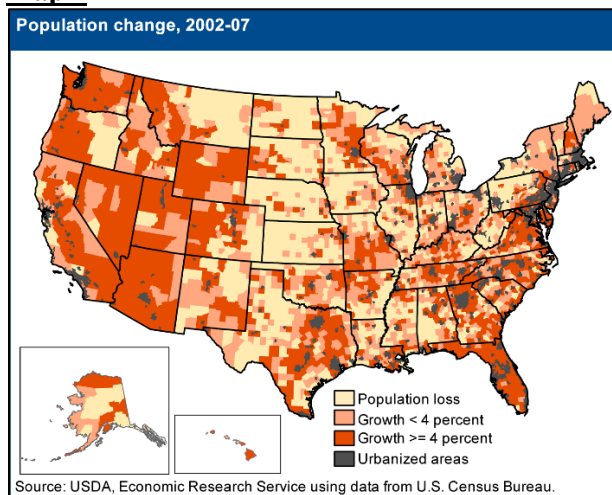 Population change, 2002-07
Population loss
Growth < 4 percent
Growth >= 4 percent
Urbanized areas
Source: USDA, Economic Research Service using data from U.S. Census Bureau.